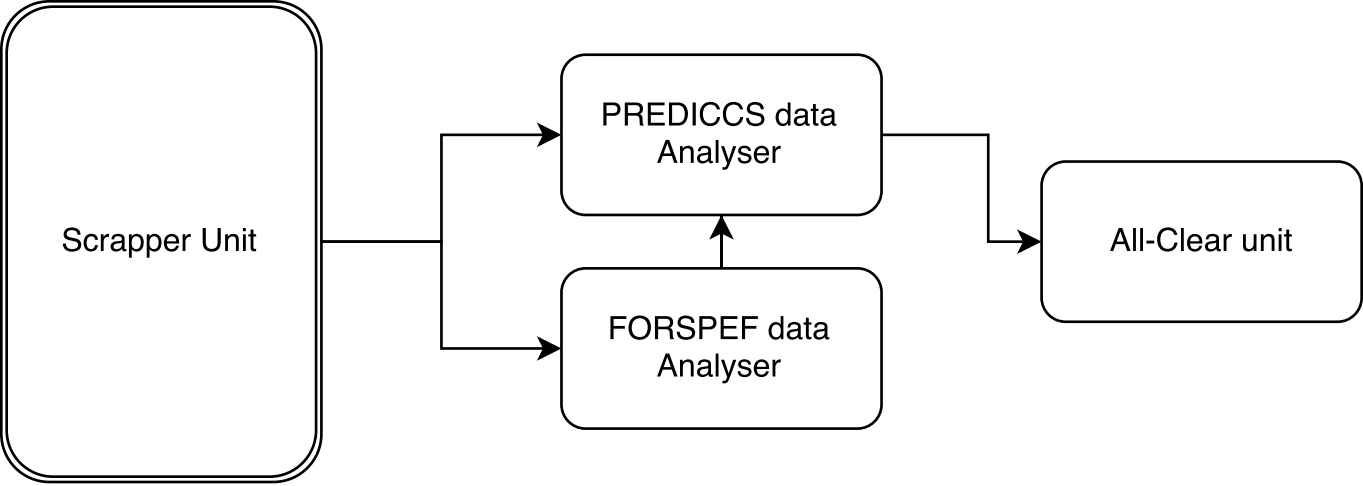 Scrapper Unit
PREDICCS data
Analyser
FORSPEF data
Analyser
All-Clear unit